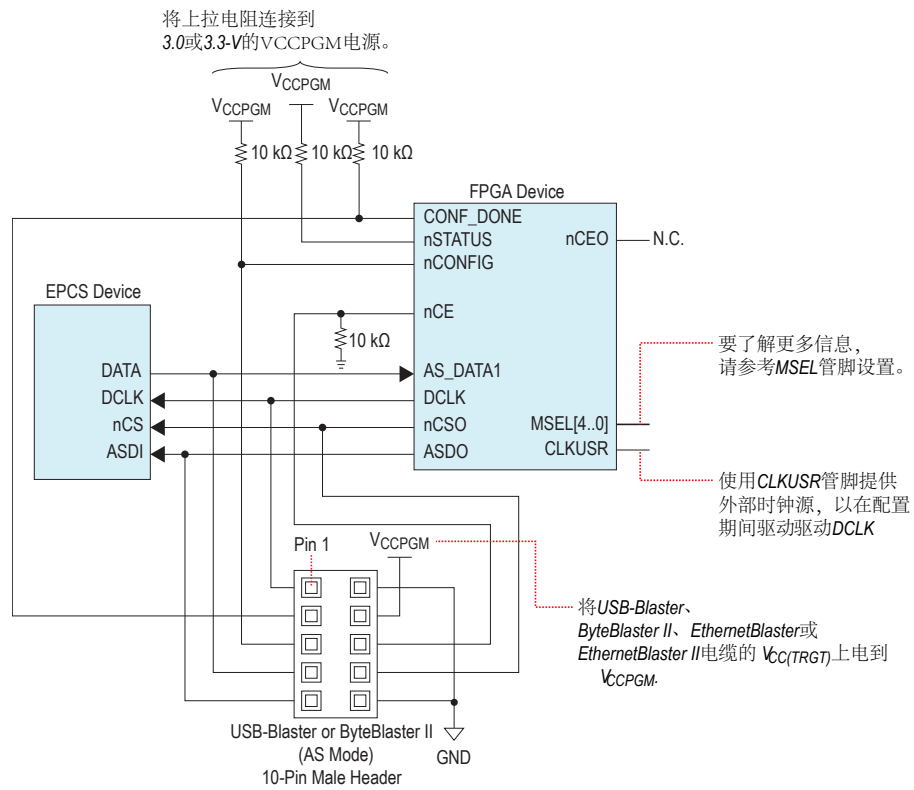 将上拉电阻连接到
3.0或3.3-V的VCCPGM电源。
VCCPGM
VCCPGM
VCCPGM
10 kΩ
10 kΩ
10 kΩ
FPGA Device
CONF_DONE
nSTATUS
nCEO
N.C.
nCONFIG
EPCS Device
nCE
10 kΩ
要了解更多信息，
请参考MSEL管脚设置。
DATA
AS_DATA1
DCLK
DCLK
nCS
nCSO
MSEL[4..0]
ASDI
ASDO
CLKUSR
使用CLKUSR管脚提供
外部时钟源，以在配置
期间驱动驱动DCLK
Pin 1
VCCPGM
将USB-Blaster、
ByteBlaster II、EthernetBlaster或
EthernetBlaster II电缆的 VCC(TRGT)上电到
VCCPGM.
USB-Blaster or ByteBlaster II
(AS Mode)
10-Pin Male Header
GND